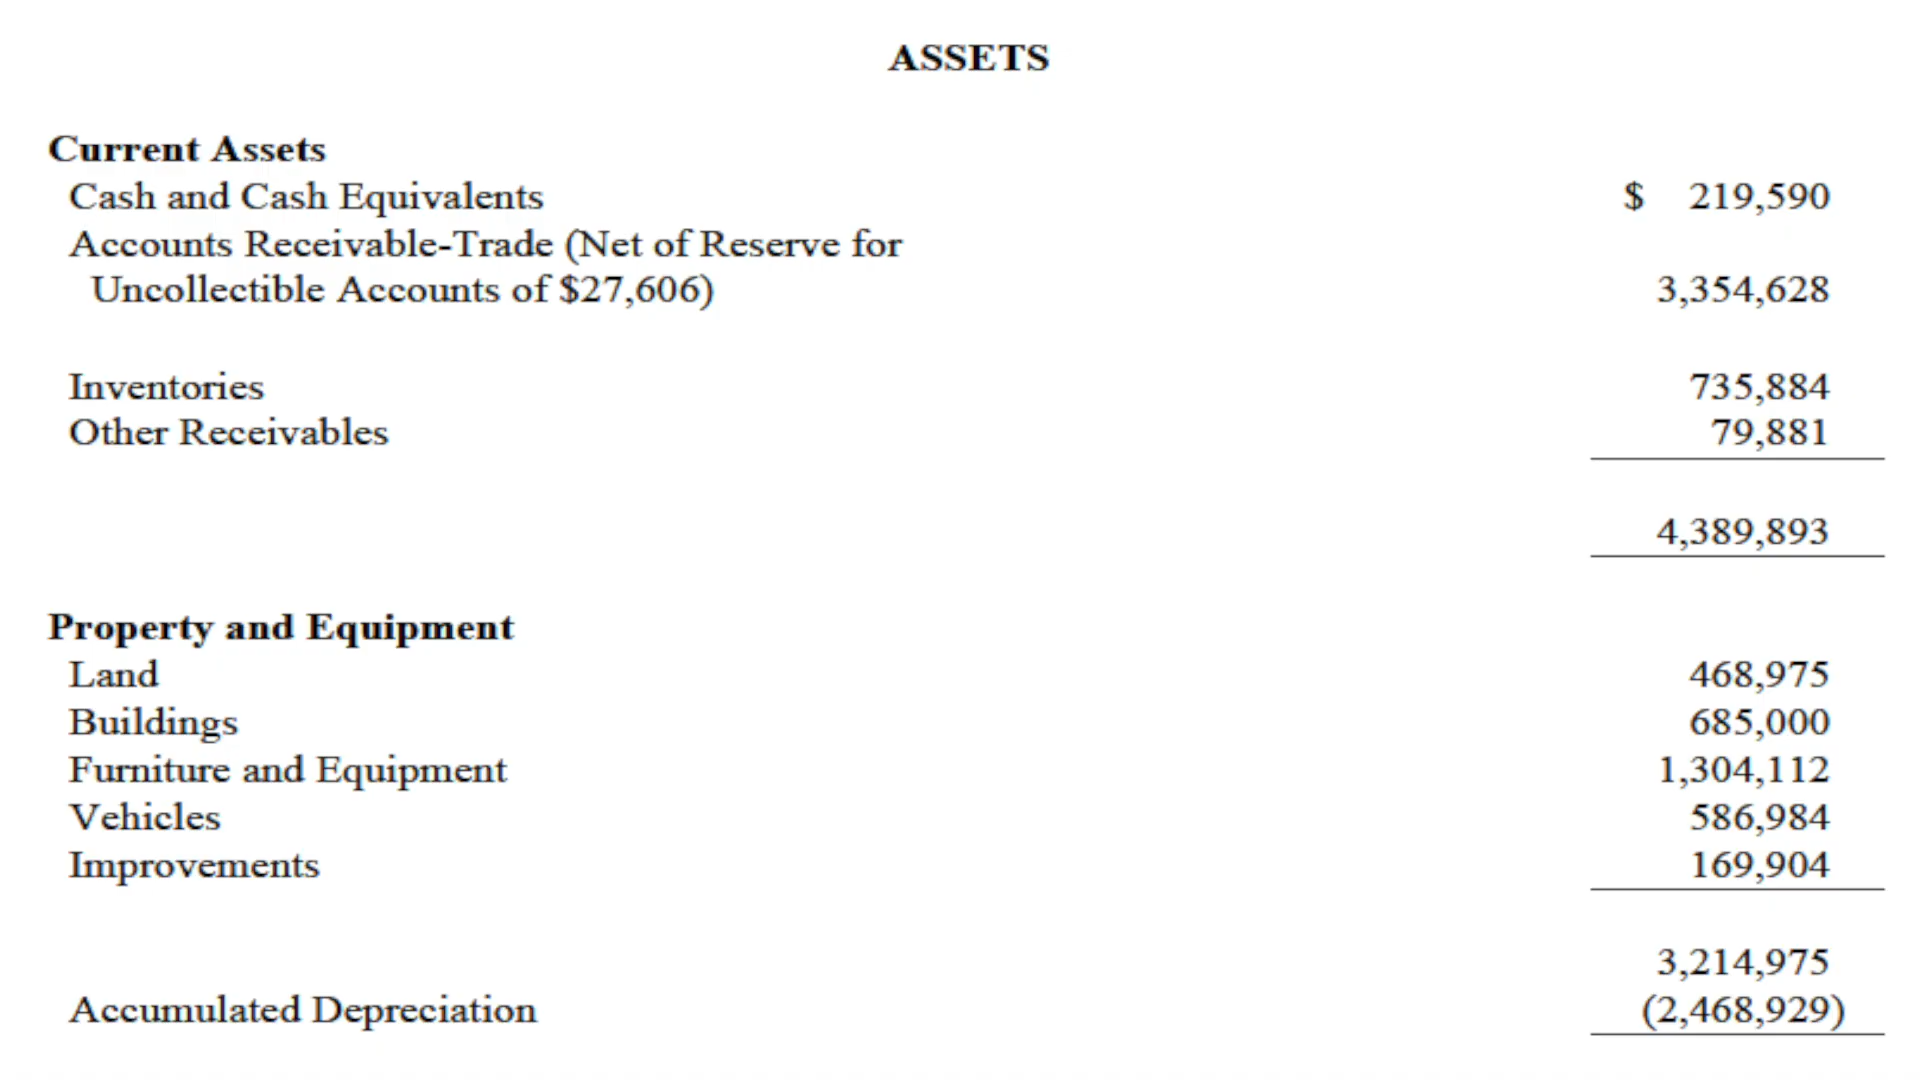 ASSETS
Current Assets
Cash and Cash Equivalents $ 219,590
Accounts Receivable-Trade (Net of Reserve for
Uncollectible Accounts of $27,606) 3,354,628
Inventories 735,884
Other Receivables 79,881
4,389,893
Property and Equipment
Land 468,975
Buildings 685,000
Furniture and Equipment 1,304,112
Vehicles 586,984
Improvements 169,904
3,214,975
Accumulated Depreciation (2,468,929)